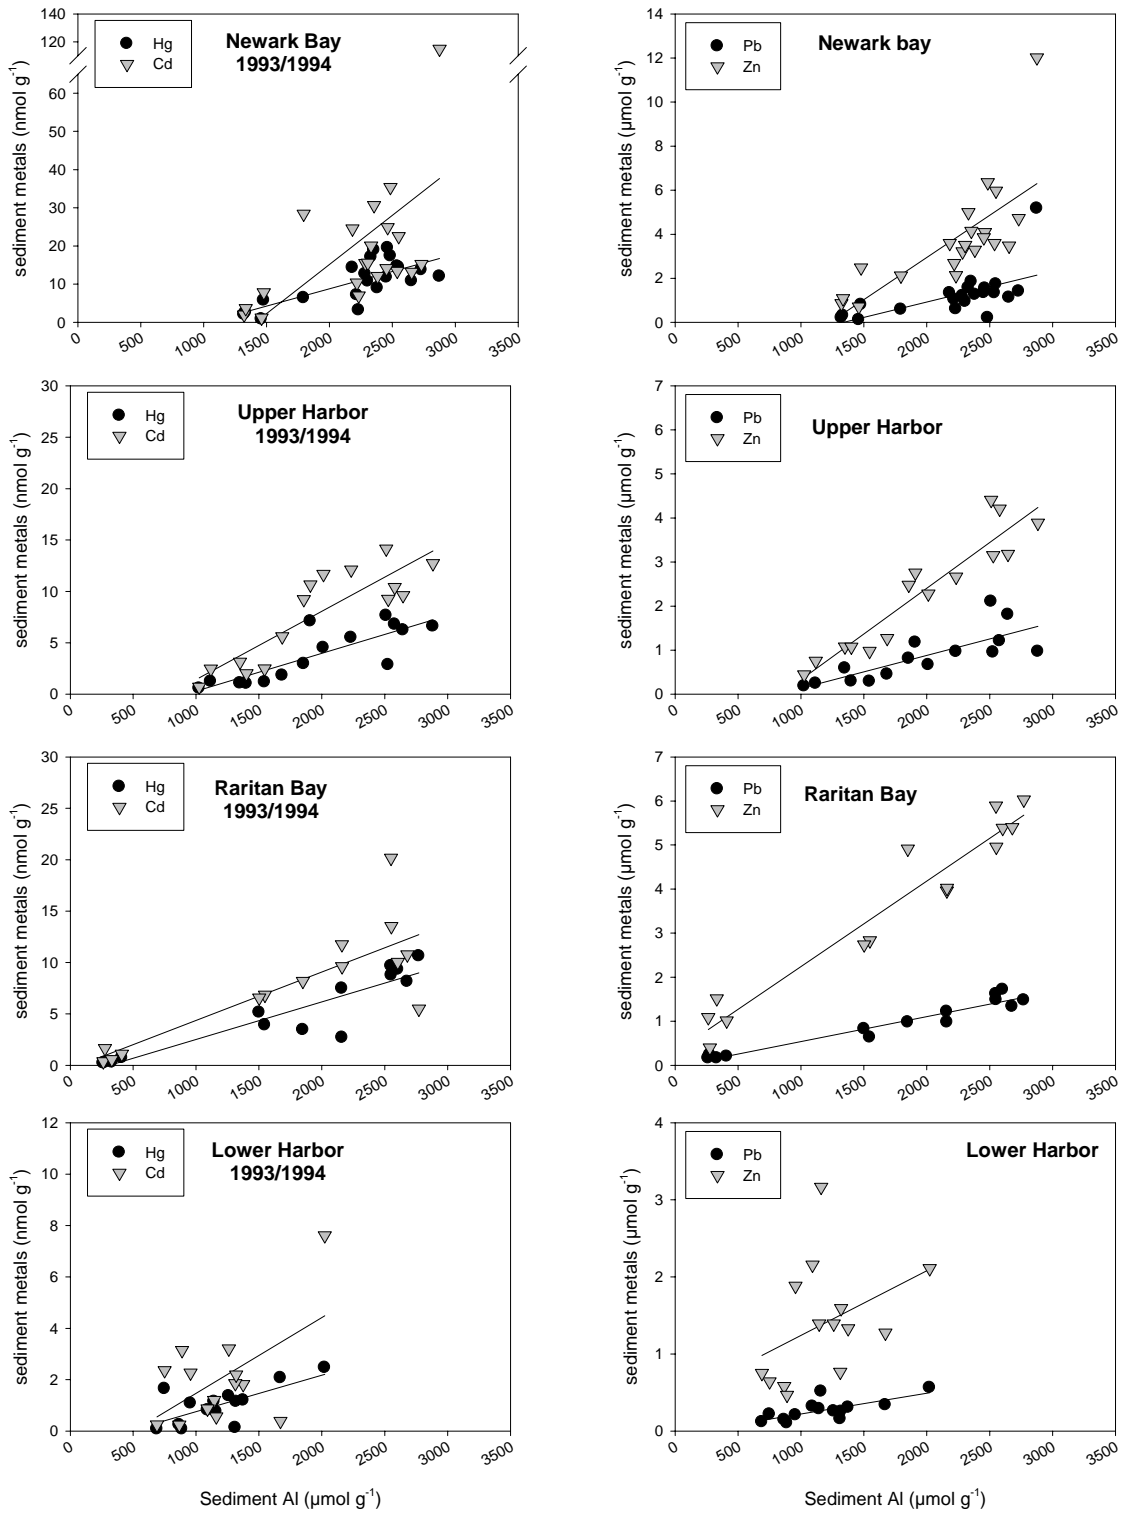 140
120
60
50
40
30
20
10
0
sediment metals (nmol g-1)
Hg
Cd
Newark Bay
1993/1994
0 500 1000 1500 2000 2500 3000 3500
14
12
10
8
6
4
2
0
sediment metals (µmol g-1)
Pb
Zn
Newark bay
0 500 1000 1500 2000 2500 3000 3500
30
25
20
15
10
5
0
sediment metals (nmol g-1)
Hg
Cd
Upper Harbor
1993/1994
0 500 1000 1500 2000 2500 3000 3500
7
6
5
4
3
2
1
0
sediment metals (µmol g-1)
Pb
Zn
Upper Harbor
0 500 1000 1500 2000 2500 3000 3500
30
25
20
15
10
5
0
sediment metals (nmol g-1)
Hg
Cd
Raritan Bay
1993/1994
0 500 1000 1500 2000 2500 3000 3500
7
6
5
4
3
2
1
0
sediment metals (µmol g-1)
Pb
Zn
Raritan Bay
0 500 1000 1500 2000 2500 3000 3500
12
10
8
6
4
2
0
sediment metals (nmol g-1)
Hg
Cd
Lower Harbor
1993/1994
0 500 1000 1500 2000 2500 3000 3500
Sediment Al (µmol g-1)
4
3
2
1
0
sediment metals (µmol g-1)
Pb
Zn
Lower Harbor
0 500 1000 1500 2000 2500 3000 3500
Sediment Al (µmol g-1)